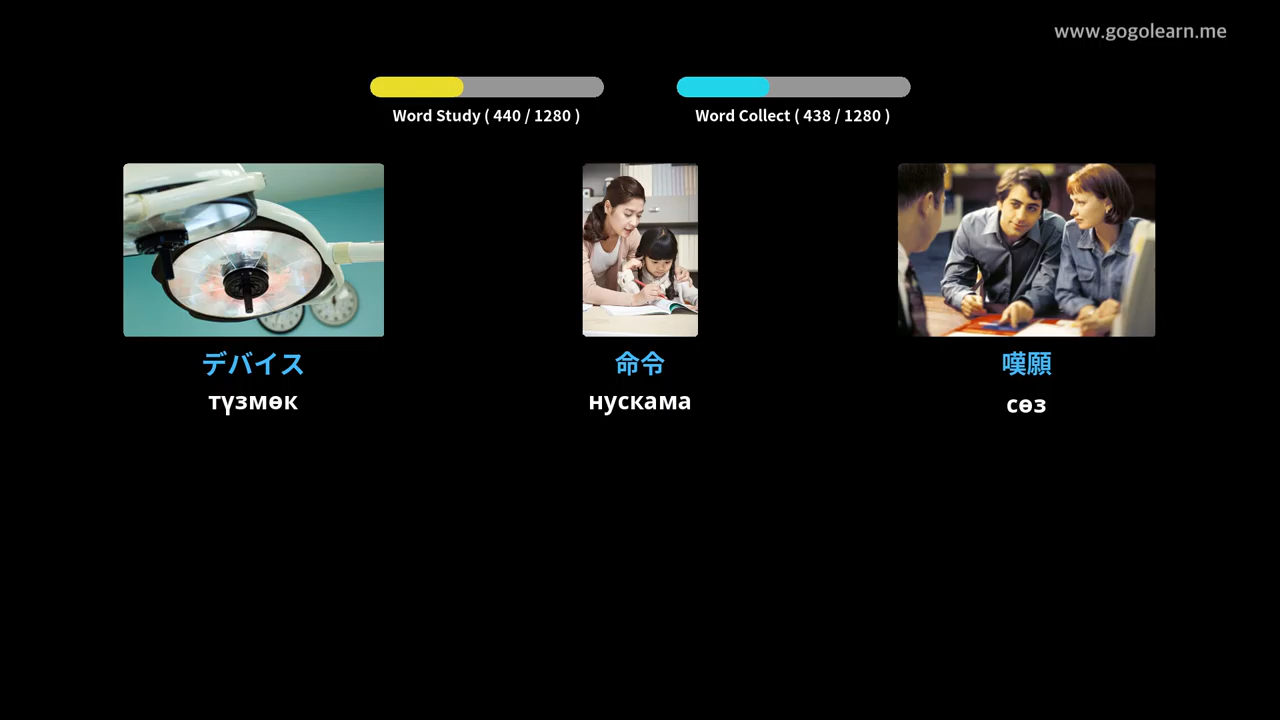 www.gogolearn.me
Word Study ( 440 / 1280 )
Word Collect ( 438 / 1280 )
デバイス
түзмөк
命令
нускама
嘆願
сөз